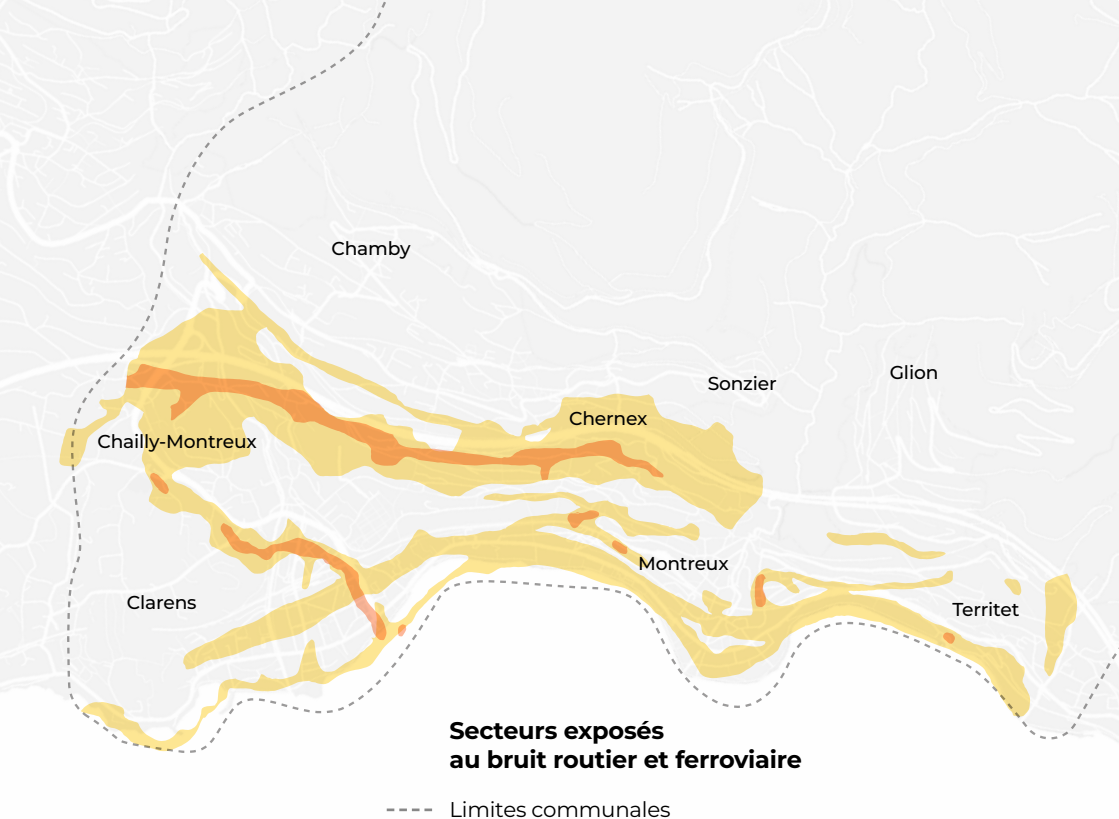 Chamby
Glion
Sonzier
Chernex
Chailly-Montreux
Montreux
Clarens
Territet
Secteurs exposés
au bruit routier et ferroviaire
Limites communales